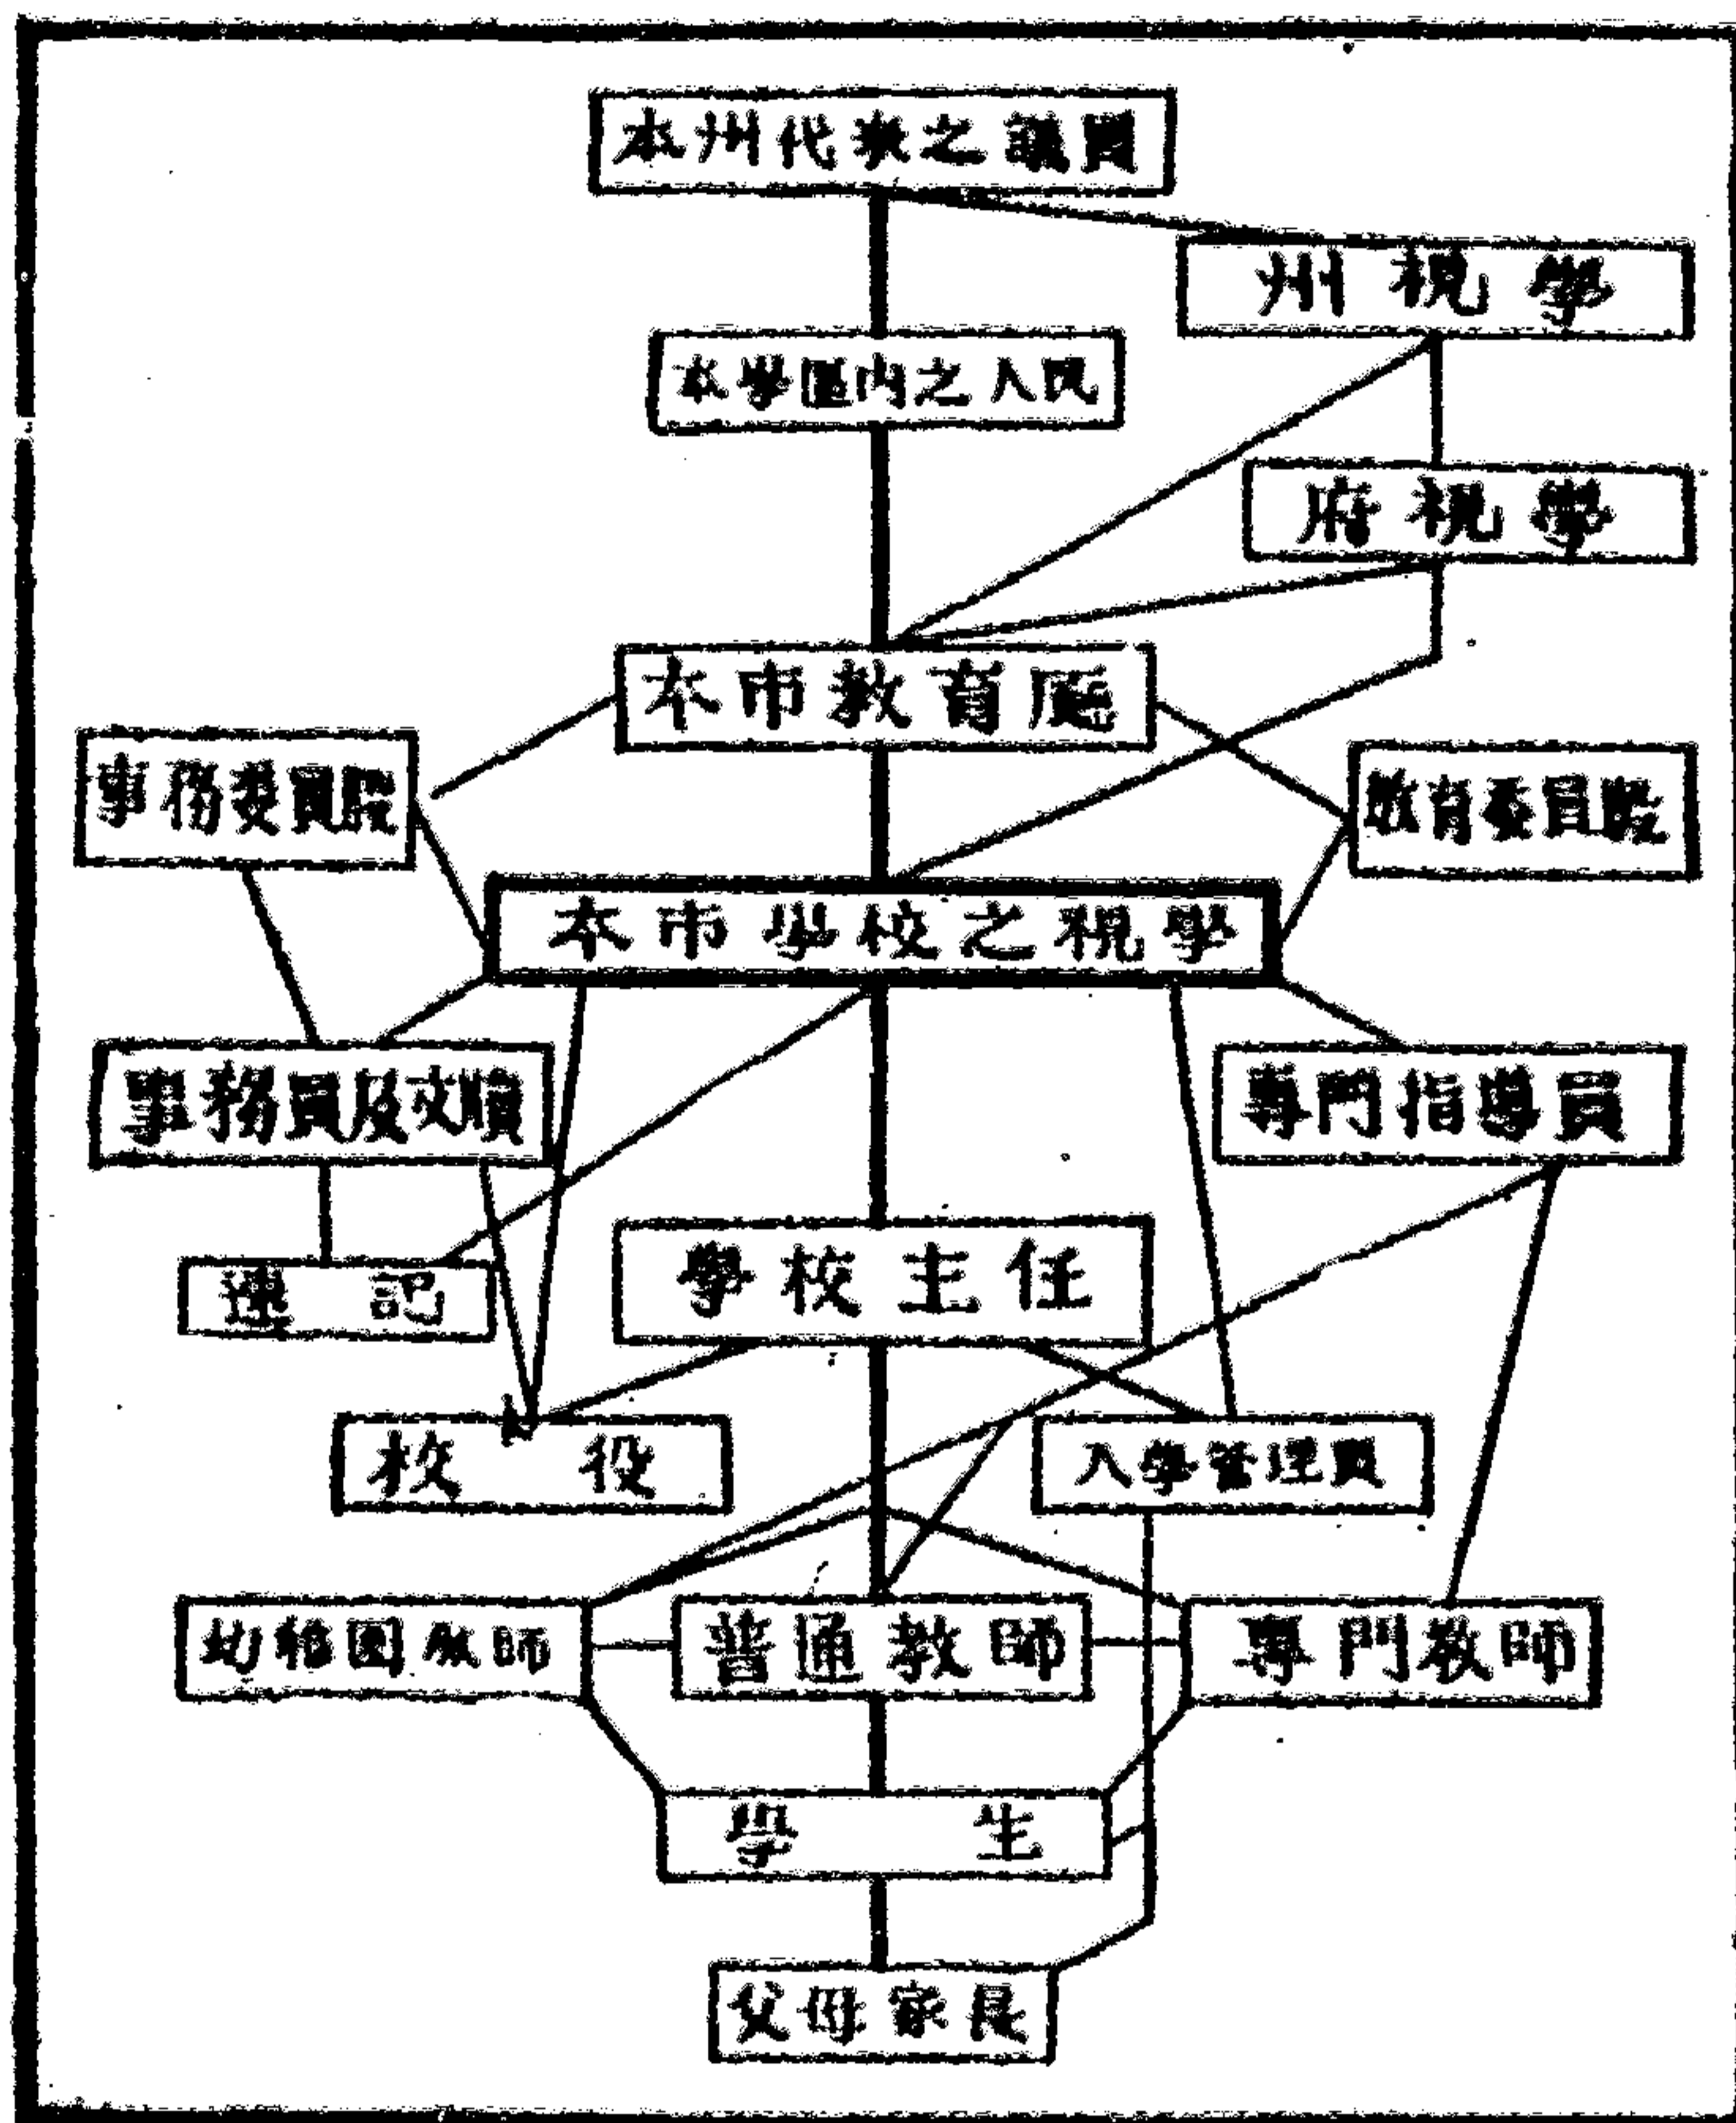 本州代表之議員
州視學
本學區內之人民
府視學
本市教育廳
事務委員股
教育委員股
本市學校之視學
事務員及文牘
專門指導員
學校主任
速記
校役
入學管理員
幼稚園教師
普通教師
專門教師
學生
父母家長